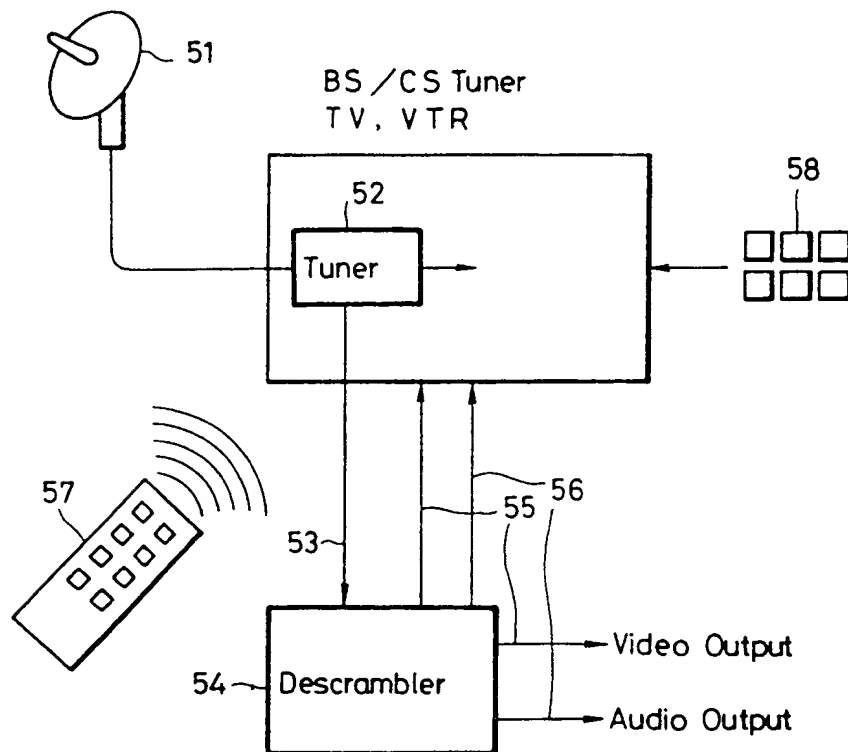 51
BS/CS Tuner
TV, VTR
52
58
Tuner
57
53
55
56
54
Descrambler
Video Output
Audio Output